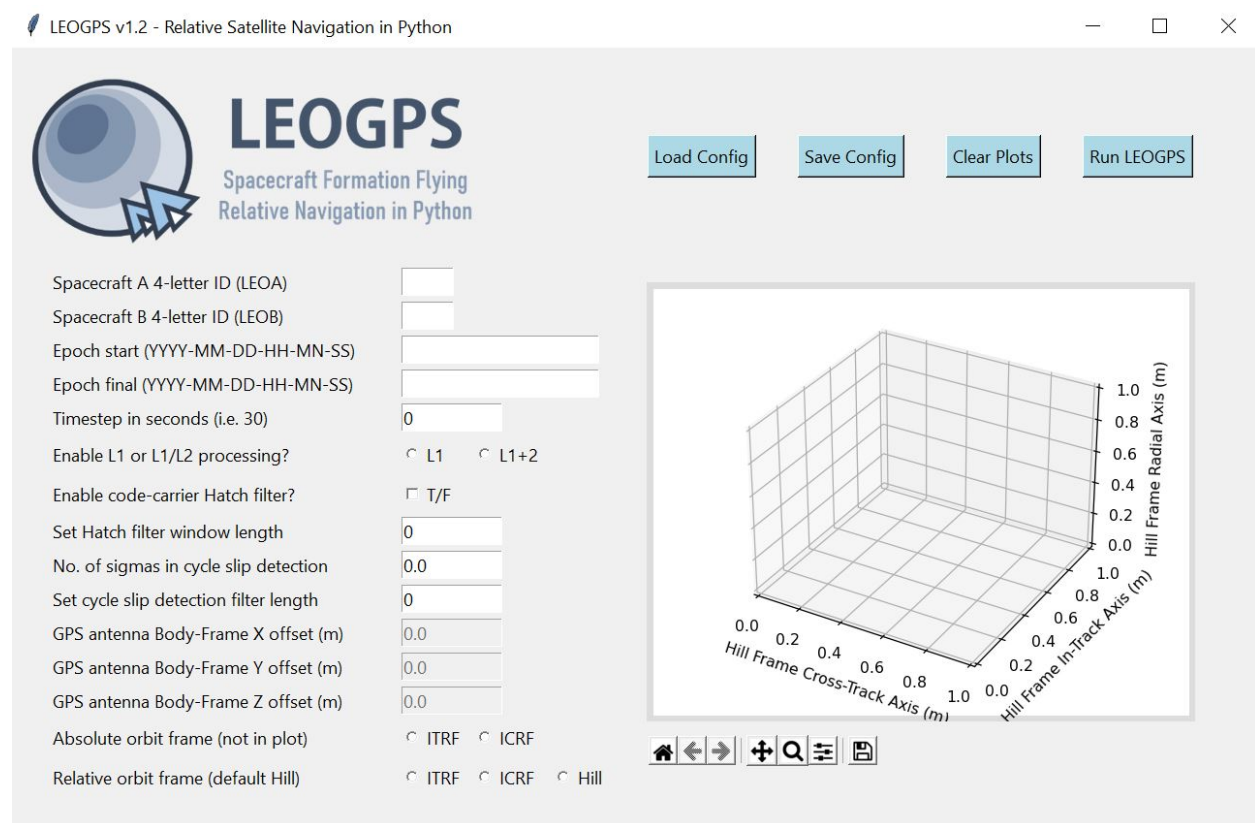 LEOGPS v1.2 - Relative Satellite Navigation in Python
LEOGPS
Spacecraft Formation Flying
Relative Navigation in Python
Load Config
Save Config
Clear Plots
Run LEOGPS
Spacecraft A 4-letter ID (LEOA)
Spacecraft B 4-letter ID (LEOB)
Epoch start (YYYY-MM-DD-HH-MN-SS)
Epoch final (YYYY-MM-DD-HH-MN-SS)
Timestep in seconds (i.e. 30) 0
Enable L1 or L1/L2 processing? L1 L1+2
Enable code-carrier Hatch filter? T/F
Set Hatch filter window length 0
No. of sigmas in cycle slip detection 0.0
Set cycle slip detection filter length 0
GPS antenna Body-Frame X offset (m) 0.0
GPS antenna Body-Frame Y offset (m) 0.0
GPS antenna Body-Frame Z offset (m) 0.0
Absolute orbit frame (not in plot) ITRF ICRF
Relative orbit frame (default Hill) ITRF ICRF Hill
1.0
0.8
0.6
0.4
0.2
0.0
Hill Frame Radial Axis (m)
1.0
0.8
0.6
0.4
0.2
0.0
Hill Frame In-Track Axis (m)
0.0
0.2
0.4
0.6
0.8
1.0
Hill Frame Cross-Track Axis (m)